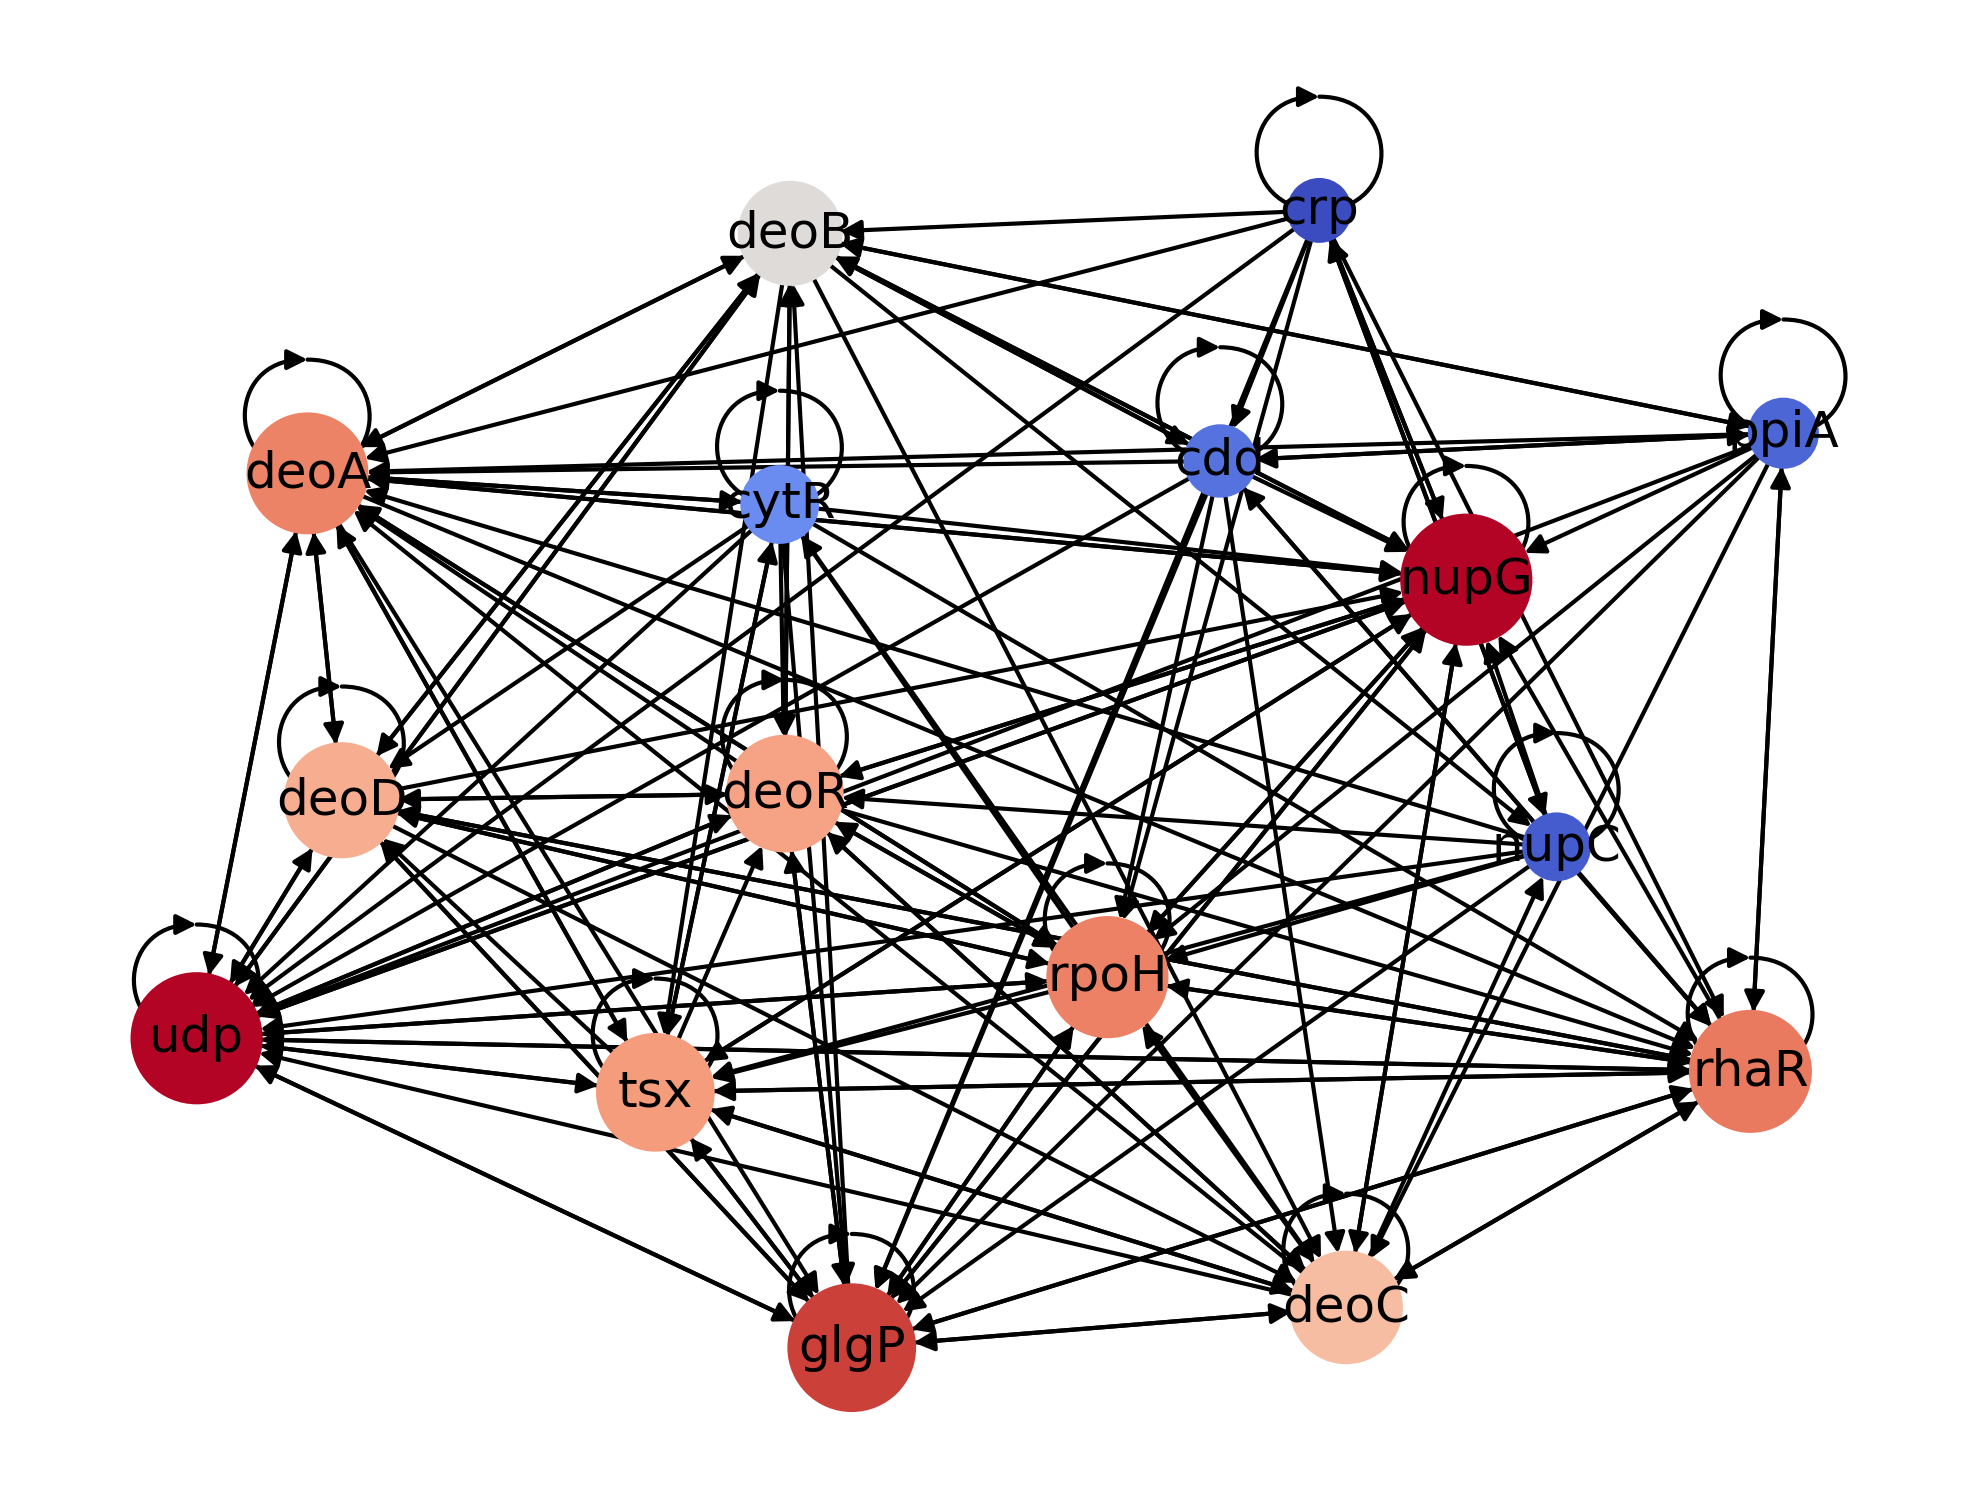 crp
deoB
ppiA
cdd
deoA
cytR
nupG
deoR
deoD
nupC
rpoH
udp
rhaR
tsx
deoC
glgP